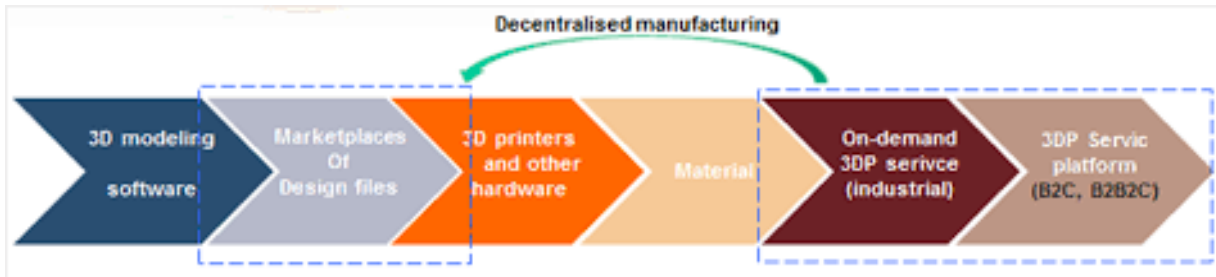 Decentralised manufacturing
3D modeling
software
Marketplaces
Of
Design files
3D printers
and other
hardware
Material
On-demand
3DP serivce
(industrial)
3DP Servic
platform
(B2C, B2B2C)